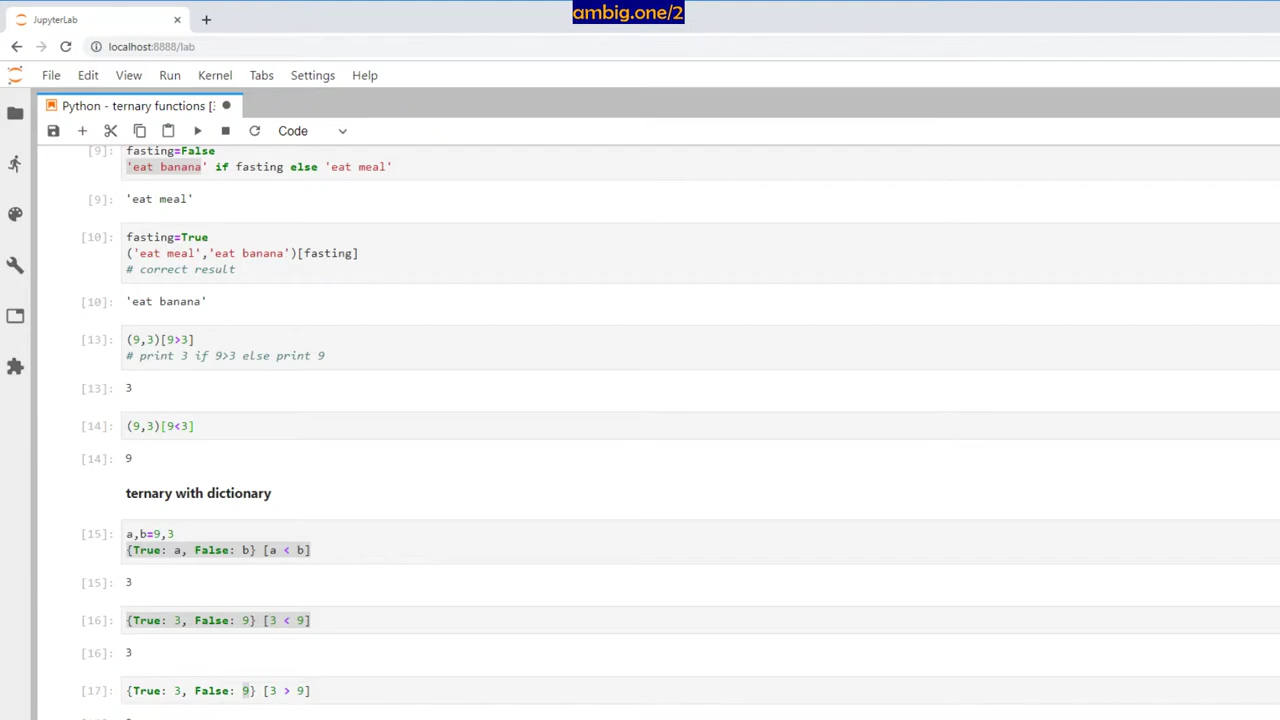 ambig.one/2
JupyterLab
localhost:8888/lab
File Edit View Run Kernel Tabs Settings Help
Python - ternary functions [
Code
[9]: fasting=False
'eat banana' if fasting else 'eat meal'
[9]: 'eat meal'
[10]: fasting=True
('eat meal','eat banana')[fasting]
# correct result
[10]: 'eat banana'
[13]: (9,3)[9>3]
# print 3 if 9>3 else print 9
[13]: 3
[14]: (9,3)[9<3]
[14]: 9
ternary with dictionary
[15]: a,b=9,3
{True: a, False: b} [a < b]
[15]: 3
[16]: {True: 3, False: 9} [3 < 9]
[16]: 3
[17]: {True: 3, False: 9} [3 > 9]